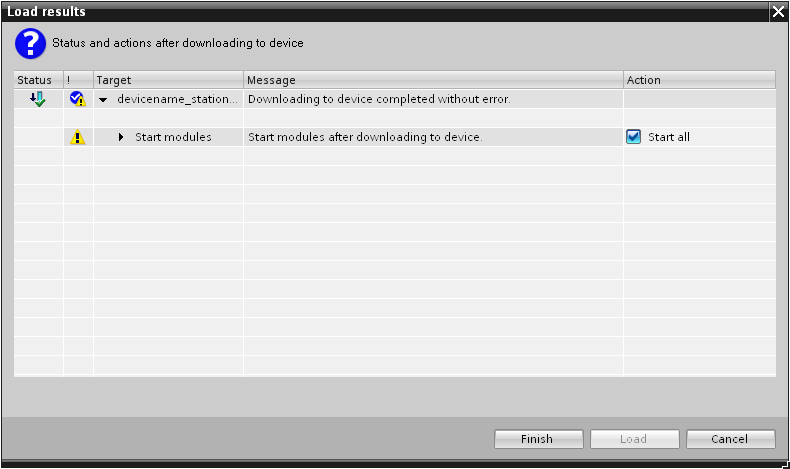 Load results
Status and actions after downloading to device
Status ! Target Message Action
devicename_station... Downloading to device completed without error.
Start modules Start modules after downloading to device. Start all
Finish Load Cancel